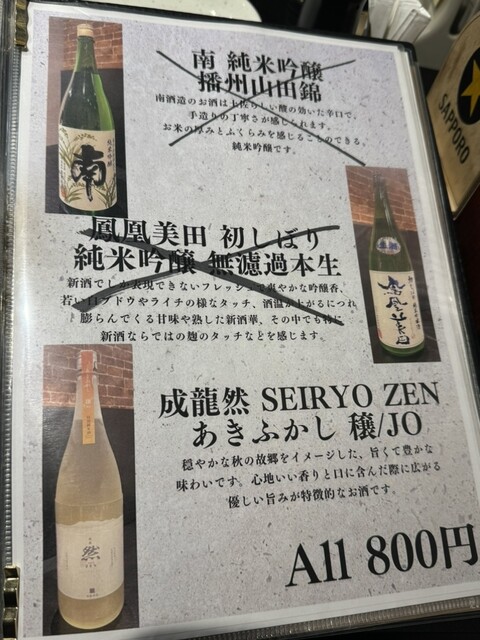 南 純米吟醸
播州山田錦
南酒造のお酒は土佐らしい酸の効いた辛口で、
手造りの丁寧さが感じられます。
お米の厚みとふくらみを感じることのできる、
純米吟醸です。
純米吟醸
南
鳳凰美田 初しぼり
純米吟醸 無濾過本生
新酒でしか表現できないフレッシュで爽やかな吟醸香、
若い白ブドウやライチの様なタッチ、酒温が上がるにつれ
膨らんでくる甘味や熟した新酒華、その中でも特に
新酒ならではの麹のタッチなどを感じます。
鳳凰美田
成龍然 SEIRYO ZEN
あきふかし 穣/JO
穏やかな秋の故郷をイメージした、旨くて豊かな
味わいです。心地いい香りと口に含んだ際に広がる
優しい旨みが特徴的なお酒です。
然
All 800円
SAPPORO